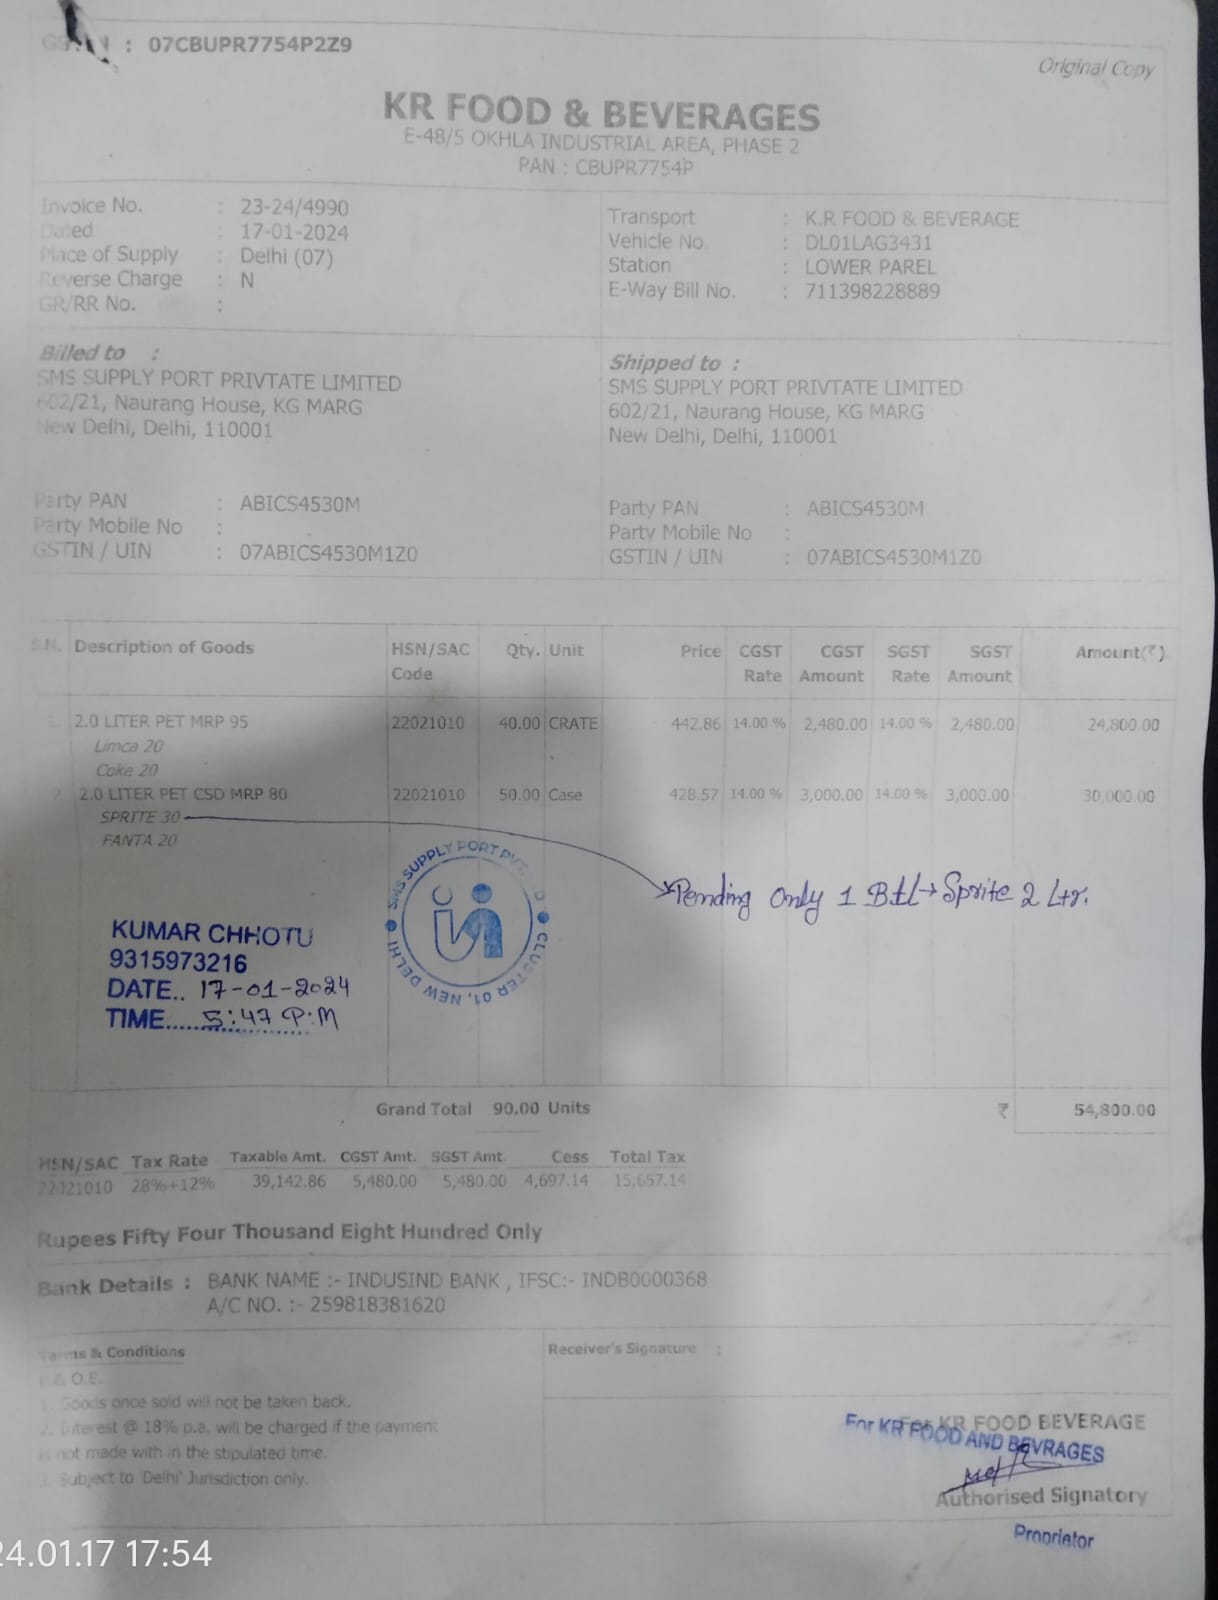 : 07CBUPR7754P2Z9
Original Copy
KR FOOD & BEVERAGES
E-48/5 OKHLA INDUSTRIAL AREA, PHASE 2
PAN : CBUPR7754P
Invoice No. : 23-24/4990
Dated : 17-01-2024
Place of Supply : Delhi (07)
Reverse Charge : N
GR/RR No. :
Transport : K.R FOOD & BEVERAGE
Vehicle No. : DL01LAG3431
Station : LOWER PAREL
E-Way Bill No. : 711398228889
Billed to :
SMS SUPPLY PORT PRIVTATE LIMITED
602/21, Naurang House, KG MARG
New Delhi, Delhi, 110001
Party PAN : ABICS4530M
Party Mobile No :
GSTIN / UIN : 07ABICS4530M1Z0
Shipped to :
SMS SUPPLY PORT PRIVTATE LIMITED
602/21, Naurang House, KG MARG
New Delhi, Delhi, 110001
Party PAN : ABICS4530M
Party Mobile No :
GSTIN / UIN : 07ABICS4530M1Z0
S.N. Description of Goods HSN/SAC Code Qty. Unit Price CGST Rate CGST Amount SGST Rate SGST Amount Amount(₹)
2.0 LITER PET MRP 95 22021010 40.00 CRATE 442.86 14.00 % 2,480.00 14.00 % 2,480.00 24,800.00
Limca 20
Coke 20
2.0 LITER PET CSD MRP 80 22021010 50.00 Case 428.57 14.00 % 3,000.00 14.00 % 3,000.00 30,000.00
SPRITE 30
FANTA 20
Pending Only 1 Btl → Sprite 2 Ltr.
SMS SUPPLY PORT PVT.
CLUSTER 01, NEW DELHI
KUMAR CHHOTU
9315973216
DATE.. 17-01-2024
TIME..... 5:47 P:M
Grand Total 90.00 Units ₹ 54,800.00
HSN/SAC Tax Rate Taxable Amt. CGST Amt. SGST Amt. Cess Total Tax
22021010 28%+12% 39,142.86 5,480.00 5,480.00 4,697.14 15,657.14
Rupees Fifty Four Thousand Eight Hundred Only
Bank Details : BANK NAME :- INDUSIND BANK , IFSC:- INDB0000368
A/C NO. :- 259818381620
Terms & Conditions
E.& O.E.
1. Goods once sold will not be taken back.
2. Interest @ 18% p.a. will be charged if the payment
is not made with in the stipulated time.
3. Subject to 'Delhi' Jurisdiction only.
Receiver's Signature :
For KR FOOD BEVERAGE
For KR FOOD AND BEVRAGES
Authorised Signatory
Proprietor
24.01.17 17:54